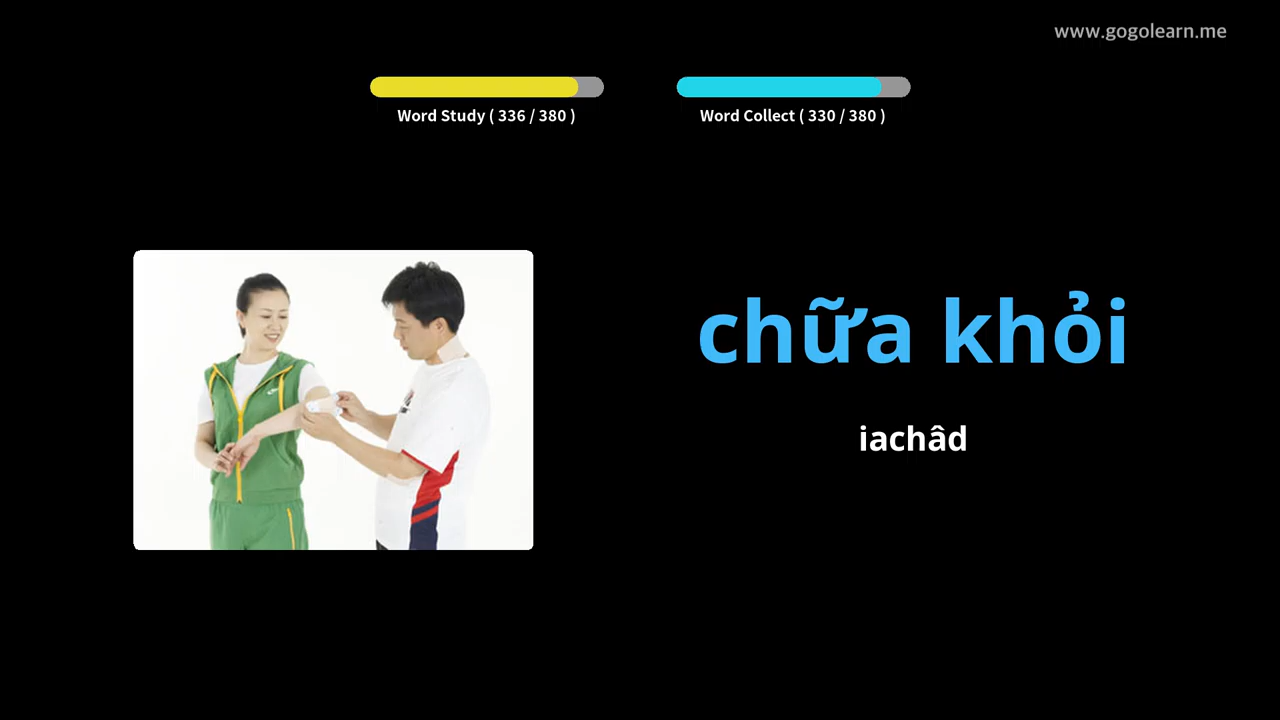 www.gogolearn.me
Word Study ( 336 / 380 )
Word Collect ( 330 / 380 )
chữa khỏi
iachâd